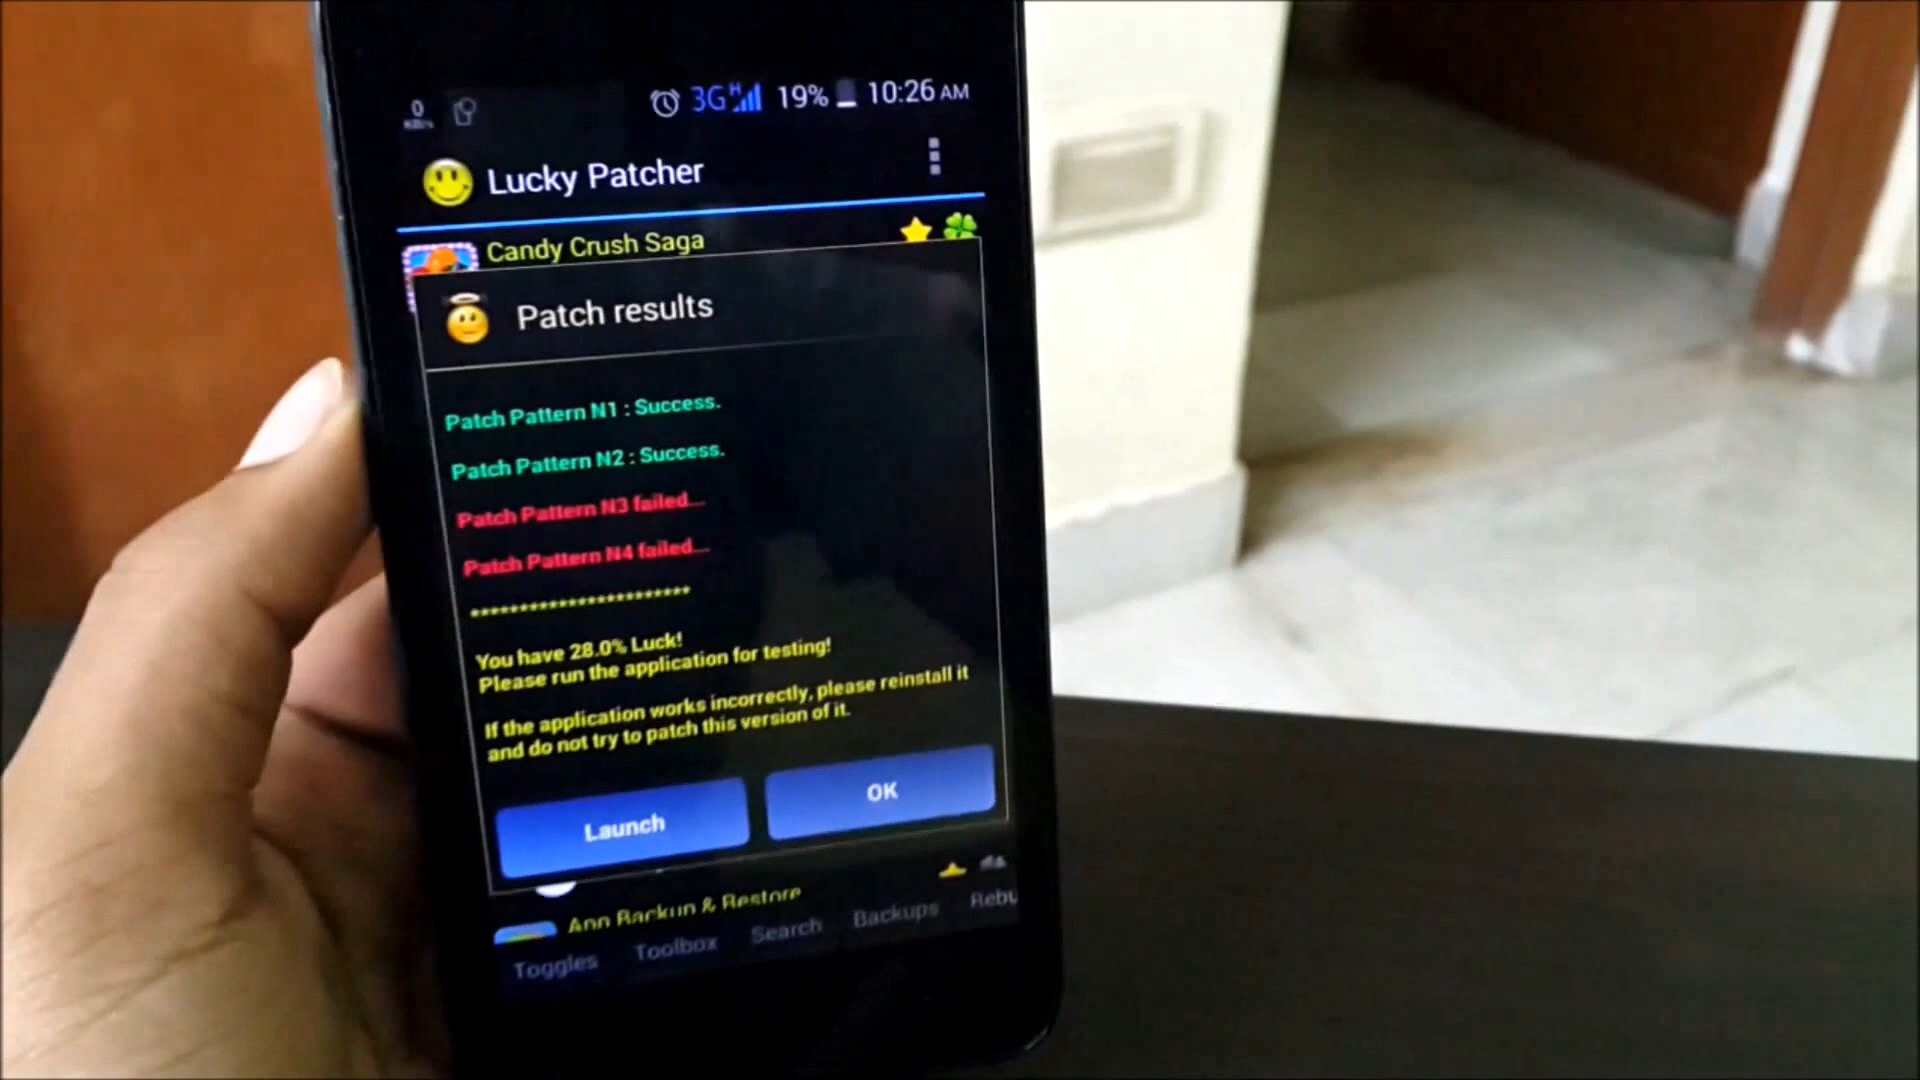 0
KB/s
3G H 19% 10:26 AM
Lucky Patcher
Candy Crush Saga
Patch results
Patch Pattern N1 : Success.
Patch Pattern N2 : Success.
Patch Pattern N3 failed...
Patch Pattern N4 failed...
***********************
You have 28.0% Luck!
Please run the application for testing!
If the application works incorrectly, please reinstall it
and do not try to patch this version of it.
Launch
OK
App Backup & Restore
Toggles Toolbox Search Backups Rebu